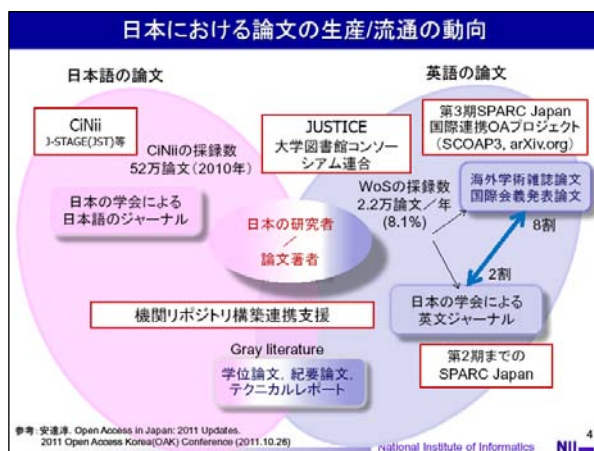 日本における論文の生産/流通の動向
日本語の論文
英語の論文
CiNii
J-STAGE(JST)等
CiNiiの採録数
52万論文(2010年)
JUSTICE
大学図書館コンソー
シアム連合
第3期SPARC Japan
国際連携OAプロジェクト
(SCOAP3, arXiv.org)
WoSの採録数
2.2万論文/年
(8.1%)
海外学術雑誌論文
国際会議発表論文
日本の学会による
日本語のジャーナル
日本の研究者
/
論文著者
8割
2割
日本の学会による
英文ジャーナル
機関リポジトリ構築連携支援
Gray literature
学位論文, 紀要論文,
テクニカルレポート
第2期までの
SPARC Japan
参考:安達淳. Open Access in Japan: 2011 Updates.
2011 Open Access Korea(OAK) Conference (2011.10.26)
4
National Institute of Informatics
NII